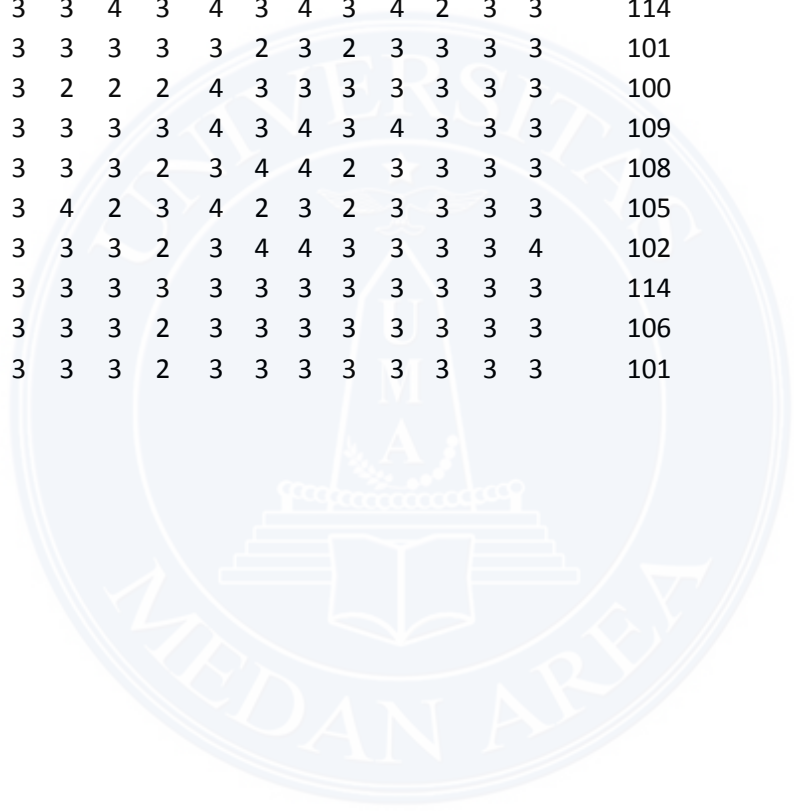 3 3 4 3 4 3 4 3 4 2 3 3 114
3 3 3 3 3 2 3 2 3 3 3 3 101
3 2 2 2 4 3 3 3 3 3 3 3 100
3 3 3 3 4 3 4 3 4 3 3 3 109
3 3 3 2 3 4 4 2 3 3 3 3 108
3 4 2 3 4 2 3 2 3 3 3 3 105
3 3 3 2 3 4 4 3 3 3 3 4 102
3 3 3 3 3 3 3 3 3 3 3 3 114
3 3 3 2 3 3 3 3 3 3 3 3 106
3 3 3 2 3 3 3 3 3 3 3 3 101
UNIVERSITAS
UMA
MEDAN AREA